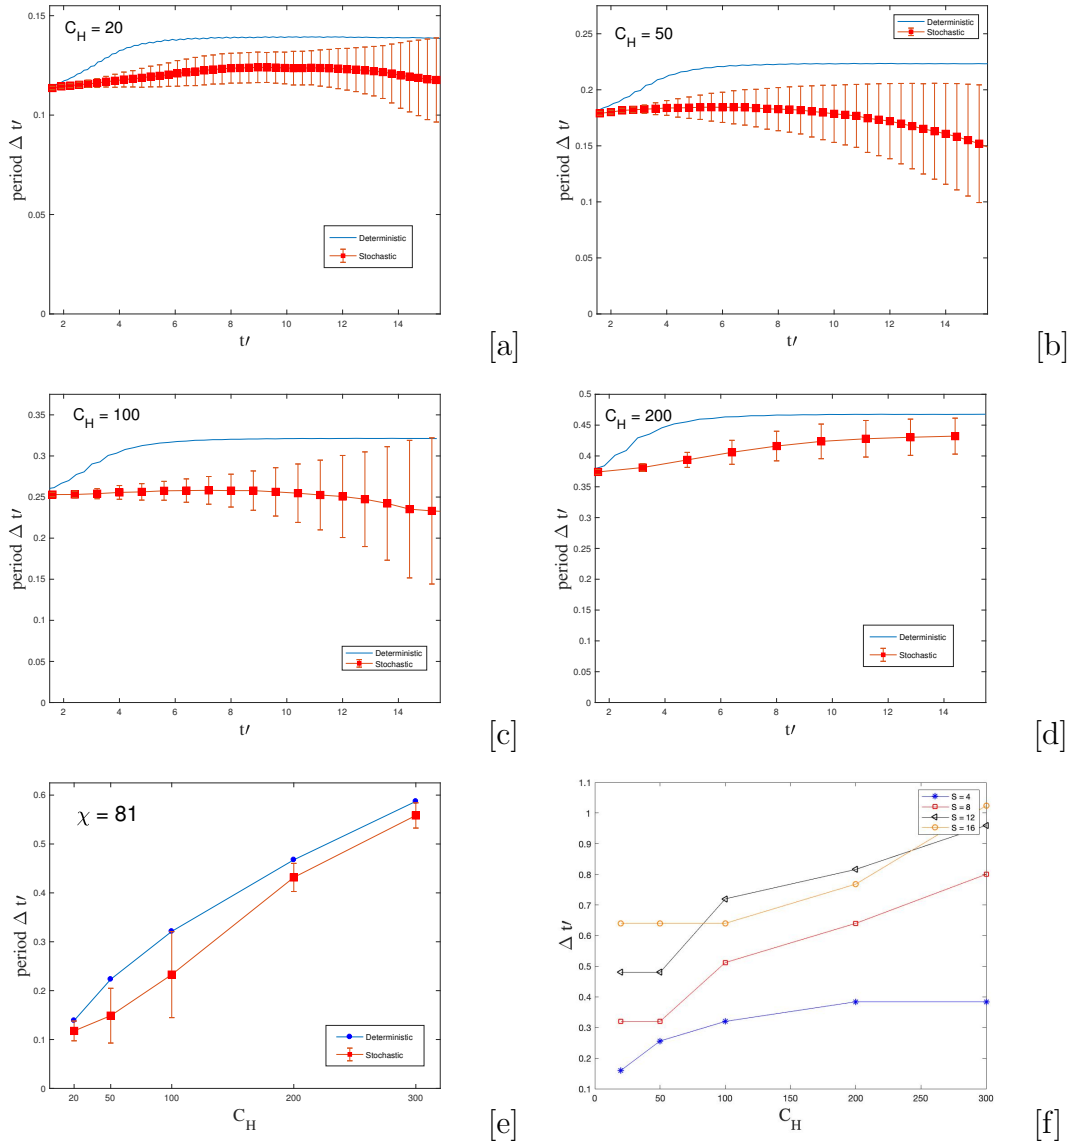 C_H = 20
0.15
0.1
0.05
0
period Δ t′
2 4 6 8 10 12 14
t′
Deterministic
Stochastic
[a]
C_H = 50
0.25
0.2
0.15
0.1
0.05
0
period Δ t′
2 4 6 8 10 12 14
t′
Deterministic
Stochastic
[b]
C_H = 100
0.35
0.3
0.25
0.2
0.15
0.1
0.05
0
period Δ t′
2 4 6 8 10 12 14
t′
Deterministic
Stochastic
[c]
C_H = 200
0.5
0.45
0.4
0.35
0.3
0.25
0.2
0.15
0.1
0.05
0
period Δ t′
2 4 6 8 10 12 14
t′
Deterministic
Stochastic
[d]
χ = 81
0.6
0.5
0.4
0.3
0.2
0.1
0
period Δ t′
20 50 100 200 300
C_H
Deterministic
Stochastic
[e]
1.1
1
0.9
0.8
0.7
0.6
0.5
0.4
0.3
0.2
0.1
Δ t′
0 50 100 150 200 250 300
C_H
S = 4
S = 8
S = 12
S = 16
[f]